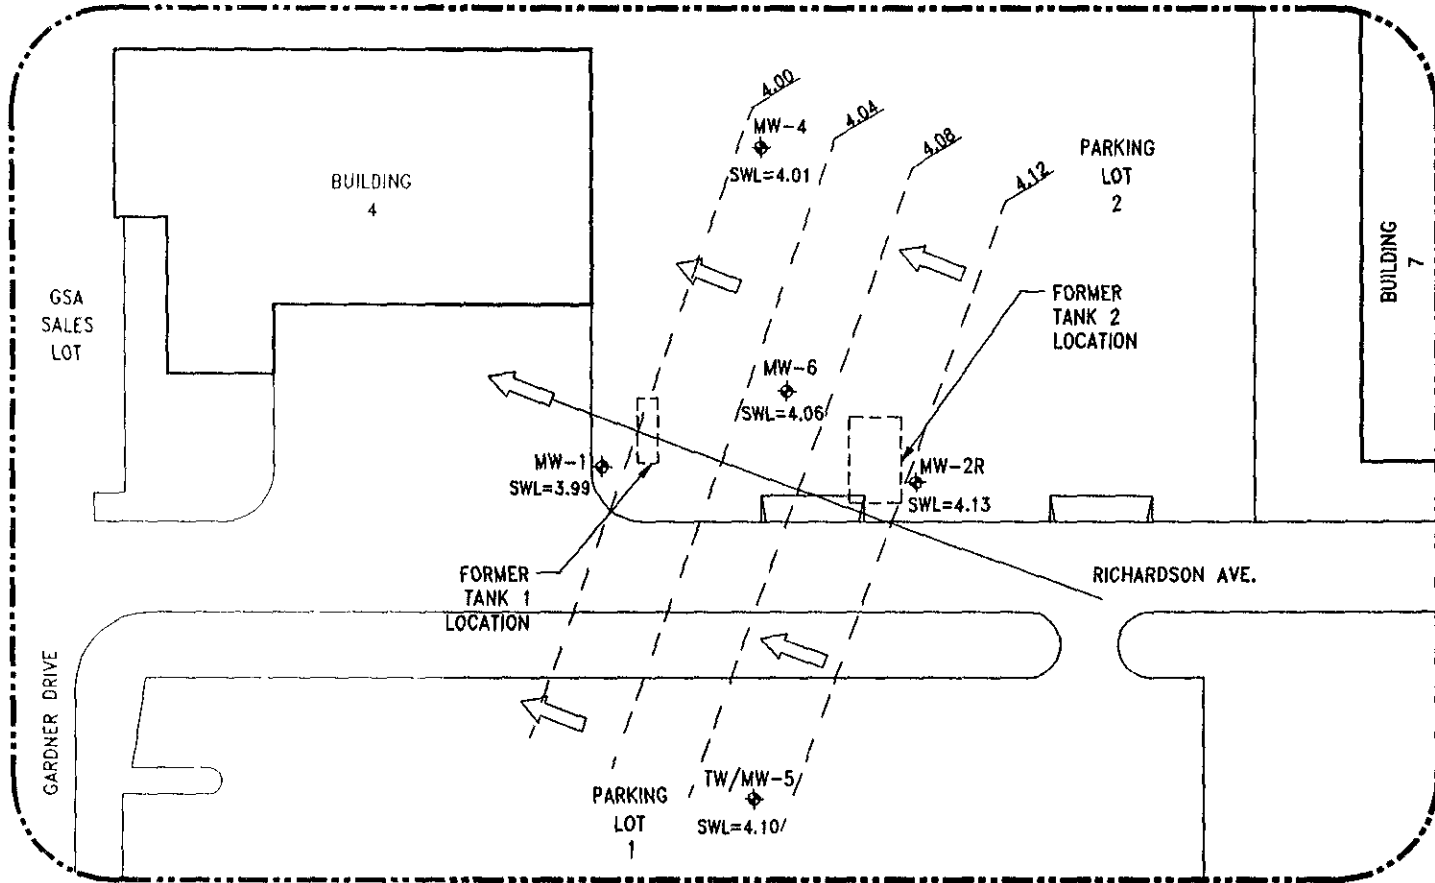 4.00
MW-4
SWL=4.01
4.04
4.08
4.12
PARKING
LOT
2
BUILDING
4
BUILDING
7
GSA
SALES
LOT
FORMER
TANK 2
LOCATION
MW-6
SWL=4.06
MW-1
SWL=3.99
MW-2R
SWL=4.13
FORMER
TANK 1
LOCATION
RICHARDSON AVE.
GARDNER DRIVE
TW/MW-5
SWL=4.10
PARKING
LOT
1